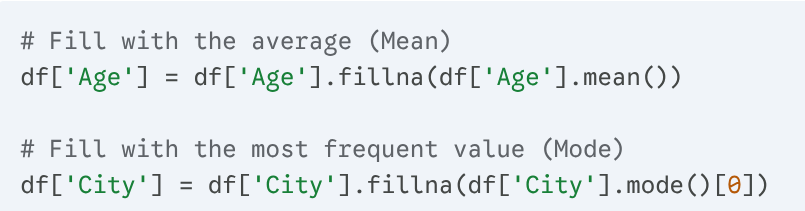 # Fill with the average (Mean)
df['Age'] = df['Age'].fillna(df['Age'].mean())
# Fill with the most frequent value (Mode)
df['City'] = df['City'].fillna(df['City'].mode()[0])